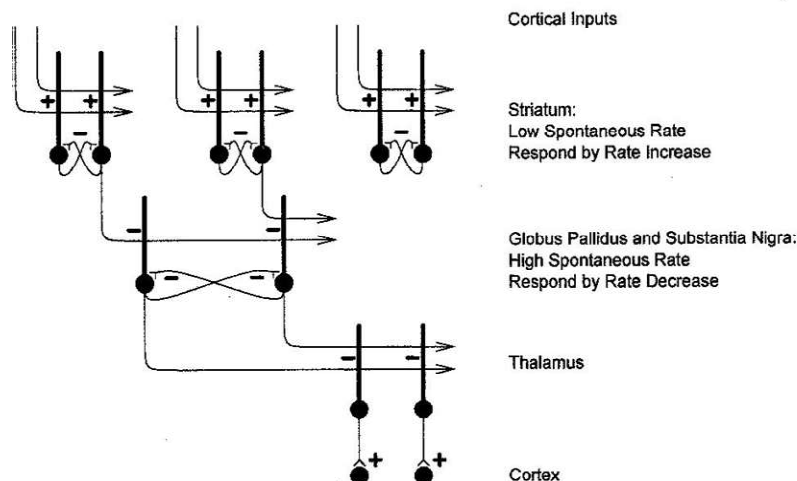 Cortical Inputs
+ + + + + +
Striatum:
− − −
Low Spontaneous Rate
Respond by Rate Increase
− −
Globus Pallidus and Substantia Nigra:
High Spontaneous Rate
− −
Respond by Rate Decrease
− −
Thalamus
+ +
Cortex